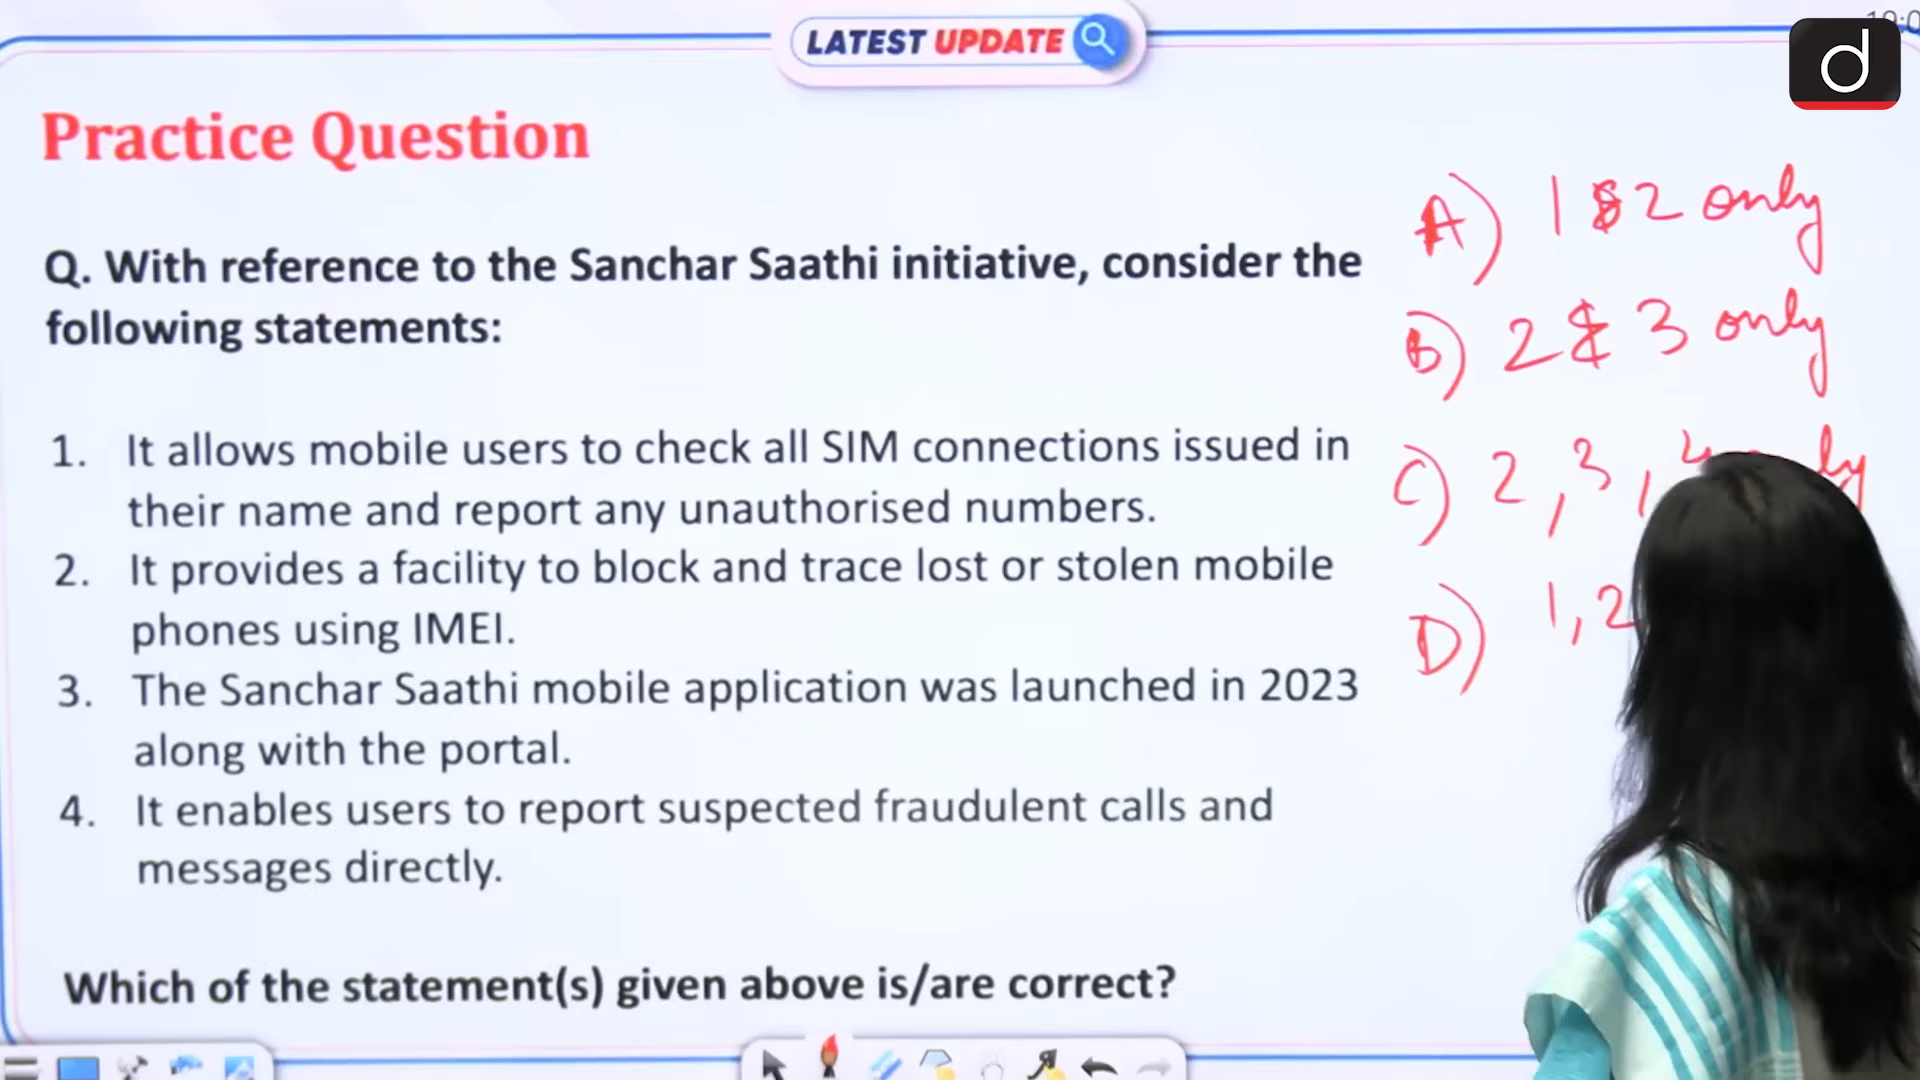 LATEST UPDATE
d
Practice Question
Q. With reference to the Sanchar Saathi initiative, consider the
following statements:
1. It allows mobile users to check all SIM connections issued in
their name and report any unauthorised numbers.
2. It provides a facility to block and trace lost or stolen mobile
phones using IMEI.
3. The Sanchar Saathi mobile application was launched in 2023
along with the portal.
4. It enables users to report suspected fraudulent calls and
messages directly.
Which of the statement(s) given above is/are correct?
A) 1 & 2 only
B) 2 & 3 only
C) 2, 3,
D) 1, 2